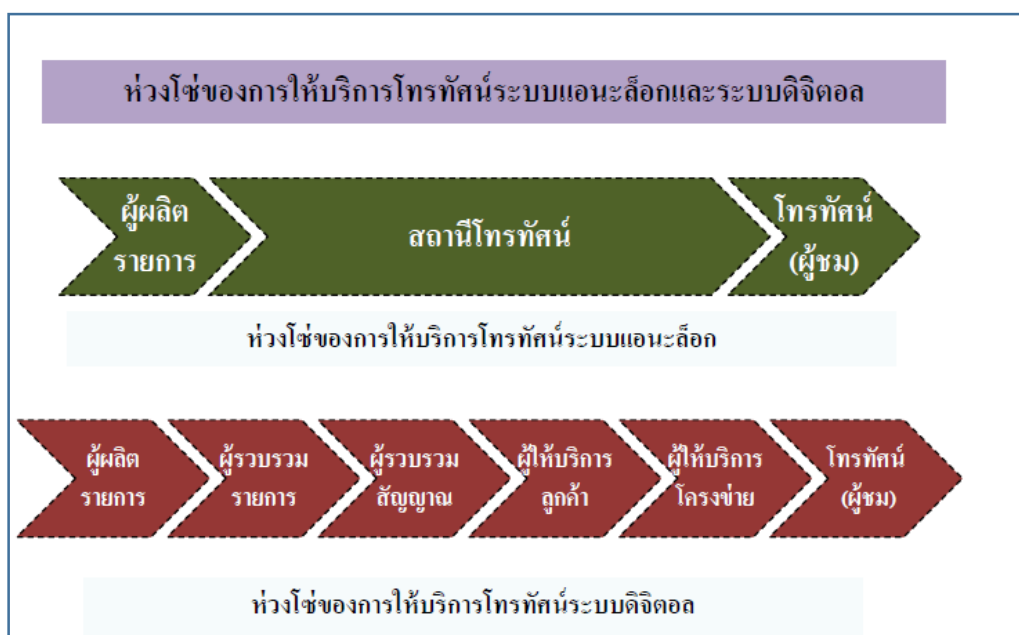 ห่วงโซ่ของการให้บริการโทรทัศน์ระบบแอนะล็อกและระบบดิจิตอล
ผู้ผลิต
รายการ
สถานีโทรทัศน์
โทรทัศน์
(ผู้ชม)
ห่วงโซ่ของการให้บริการโทรทัศน์ระบบแอนะล็อก
ผู้ผลิต
รายการ
ผู้รวบรวม
รายการ
ผู้รวบรวม
สัญญาณ
ผู้ให้บริการ
ลูกค้า
ผู้ให้บริการ
โครงข่าย
โทรทัศน์
(ผู้ชม)
ห่วงโซ่ของการให้บริการโทรทัศน์ระบบดิจิตอล